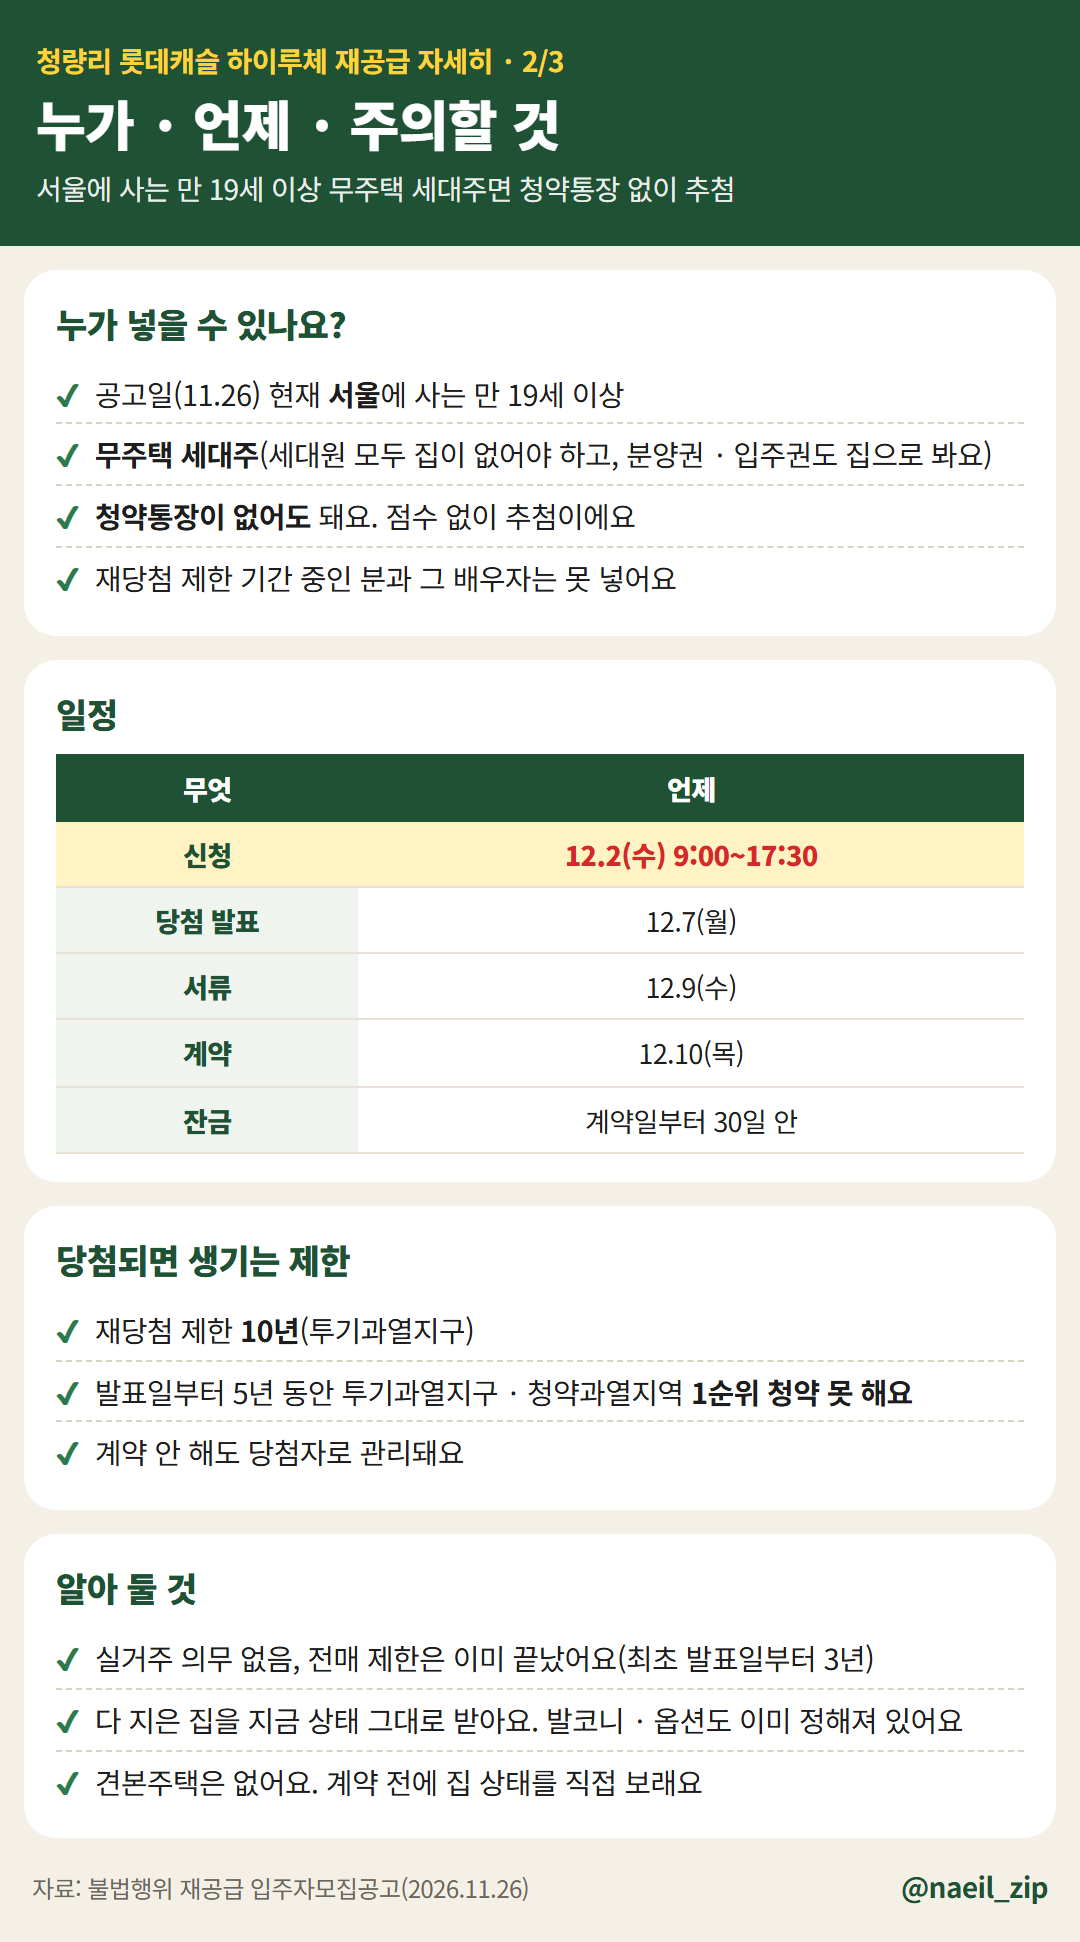 청량리 롯데캐슬 하이루체 재공급 자세히 · 2/3
누가 · 언제 · 주의할 것
서울에 사는 만 19세 이상 무주택 세대주면 청약통장 없이 추첨
누가 넣을 수 있나요?
✔ 공고일(11.26) 현재 서울에 사는 만 19세 이상
✔ 무주택 세대주(세대원 모두 집이 없어야 하고, 분양권 · 입주권도 집으로 봐요)
✔ 청약통장이 없어도 돼요. 점수 없이 추첨이에요
✔ 재당첨 제한 기간 중인 분과 그 배우자는 못 넣어요
일정
무엇 언제
신청 12.2(수) 9:00~17:30
당첨 발표 12.7(월)
서류 12.9(수)
계약 12.10(목)
잔금 계약일부터 30일 안
당첨되면 생기는 제한
✔ 재당첨 제한 10년(투기과열지구)
✔ 발표일부터 5년 동안 투기과열지구 · 청약과열지역 1순위 청약 못 해요
✔ 계약 안 해도 당첨자로 관리돼요
알아 둘 것
✔ 실거주 의무 없음, 전매 제한은 이미 끝났어요(최초 발표일부터 3년)
✔ 다 지은 집을 지금 상태 그대로 받아요. 발코니 · 옵션도 이미 정해져 있어요
✔ 견본주택은 없어요. 계약 전에 집 상태를 직접 보래요
자료: 불법행위 재공급 입주자모집공고(2026.11.26)
@naeil_zip